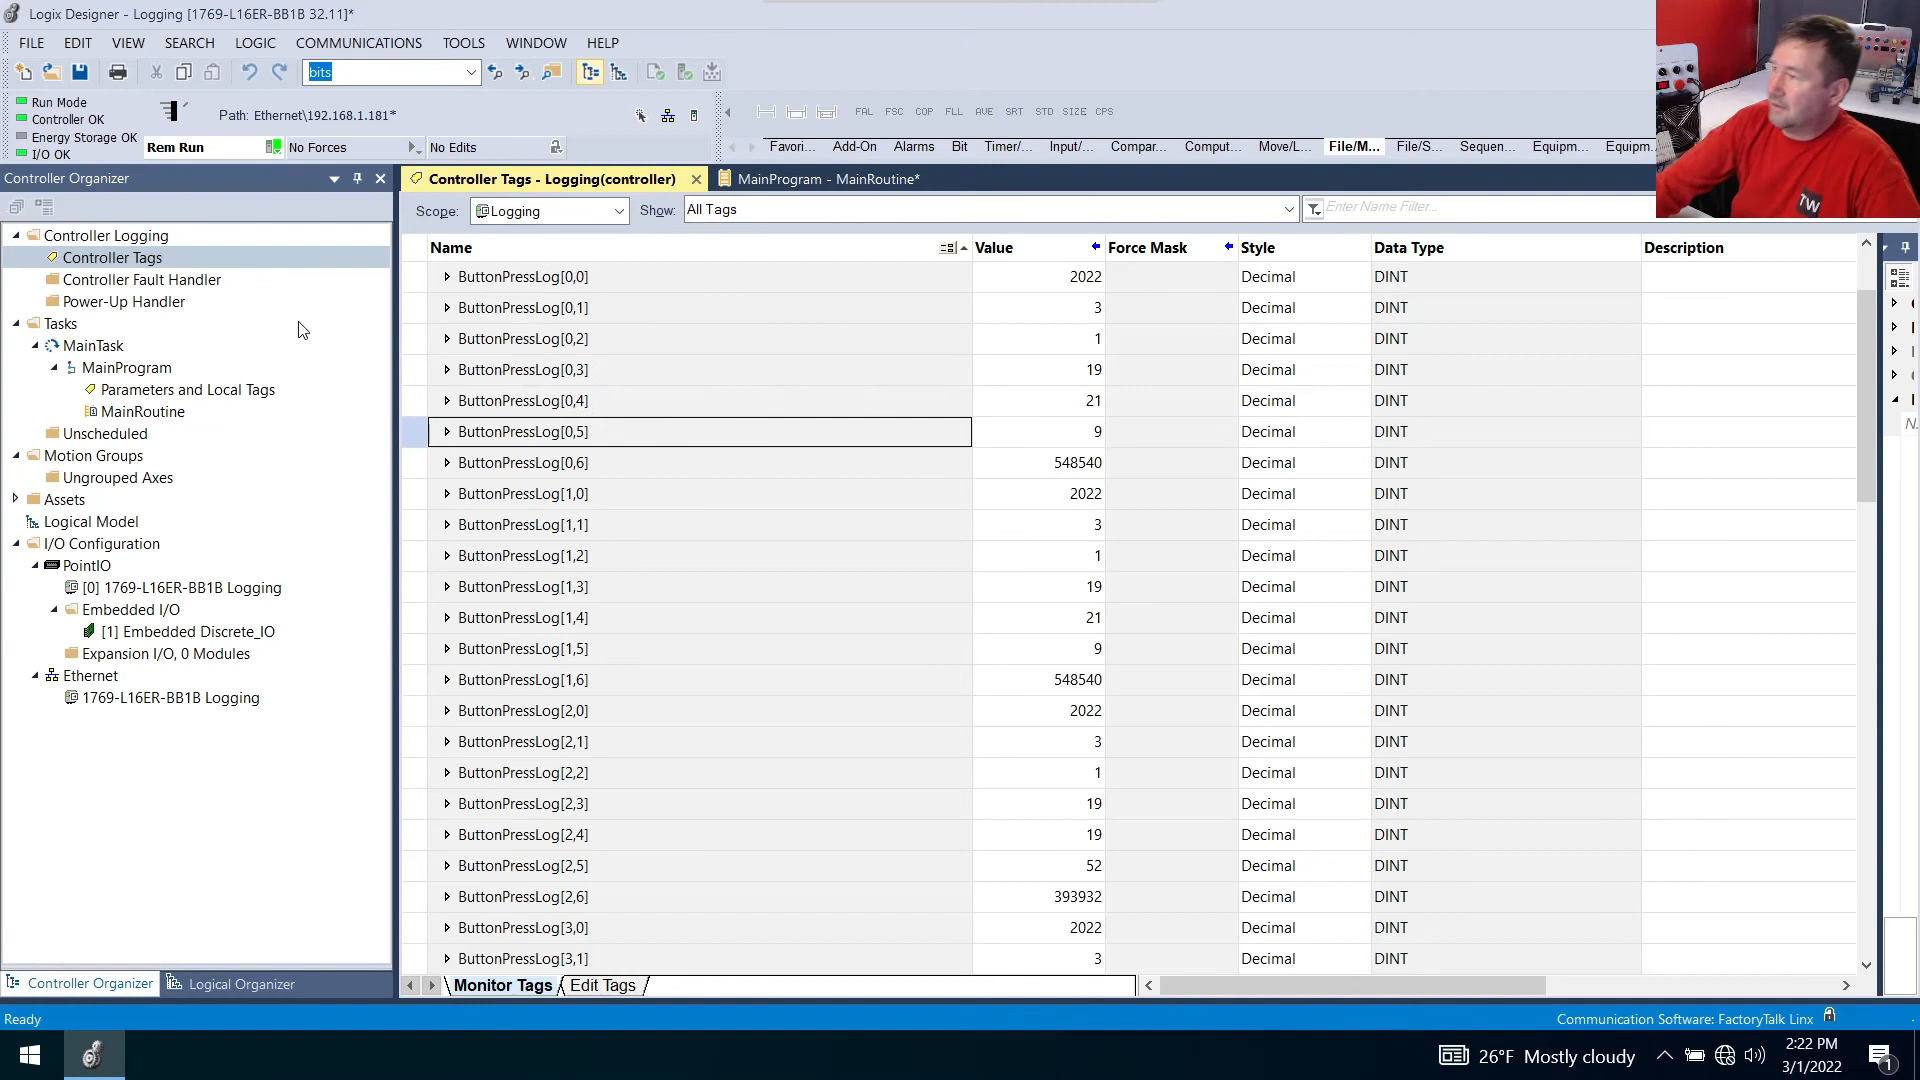 Logix Designer - Logging [1769-L16ER-BB1B 32.11]*
FILE EDIT VIEW SEARCH LOGIC COMMUNICATIONS TOOLS WINDOW HELP
bits
Run Mode
Controller OK
Energy Storage OK
I/O OK
Path: Ethernet\192.168.1.181*
Rem Run No Forces No Edits
FAL FSC COP FLL AVE SRT STD SIZE CPS
Favori... Add-On Alarms Bit Timer/... Input/... Compar... Comput... Move/L... File/M... File/S... Sequen... Equipm... Equipm
TW
Controller Organizer
Controller Logging
Controller Tags
Controller Fault Handler
Power-Up Handler
Tasks
MainTask
MainProgram
Parameters and Local Tags
MainRoutine
Unscheduled
Motion Groups
Ungrouped Axes
Assets
Logical Model
I/O Configuration
PointIO
[0] 1769-L16ER-BB1B Logging
Embedded I/O
[1] Embedded Discrete_IO
Expansion I/O, 0 Modules
Ethernet
1769-L16ER-BB1B Logging
Controller Organizer Logical Organizer
Controller Tags - Logging(controller) MainProgram - MainRoutine*
Scope: Logging Show: All Tags Enter Name Filter...
Name Value Force Mask Style Data Type Description
ButtonPressLog[0,0] 2022 Decimal DINT
ButtonPressLog[0,1] 3 Decimal DINT
ButtonPressLog[0,2] 1 Decimal DINT
ButtonPressLog[0,3] 19 Decimal DINT
ButtonPressLog[0,4] 21 Decimal DINT
ButtonPressLog[0,5] 9 Decimal DINT
ButtonPressLog[0,6] 548540 Decimal DINT
ButtonPressLog[1,0] 2022 Decimal DINT
ButtonPressLog[1,1] 3 Decimal DINT
ButtonPressLog[1,2] 1 Decimal DINT
ButtonPressLog[1,3] 19 Decimal DINT
ButtonPressLog[1,4] 21 Decimal DINT
ButtonPressLog[1,5] 9 Decimal DINT
ButtonPressLog[1,6] 548540 Decimal DINT
ButtonPressLog[2,0] 2022 Decimal DINT
ButtonPressLog[2,1] 3 Decimal DINT
ButtonPressLog[2,2] 1 Decimal DINT
ButtonPressLog[2,3] 19 Decimal DINT
ButtonPressLog[2,4] 19 Decimal DINT
ButtonPressLog[2,5] 52 Decimal DINT
ButtonPressLog[2,6] 393932 Decimal DINT
ButtonPressLog[3,0] 2022 Decimal DINT
ButtonPressLog[3,1] 3 Decimal DINT
Monitor Tags Edit Tags
Ready
Communication Software: FactoryTalk Linx
26°F Mostly cloudy
2:22 PM
3/1/2022
1